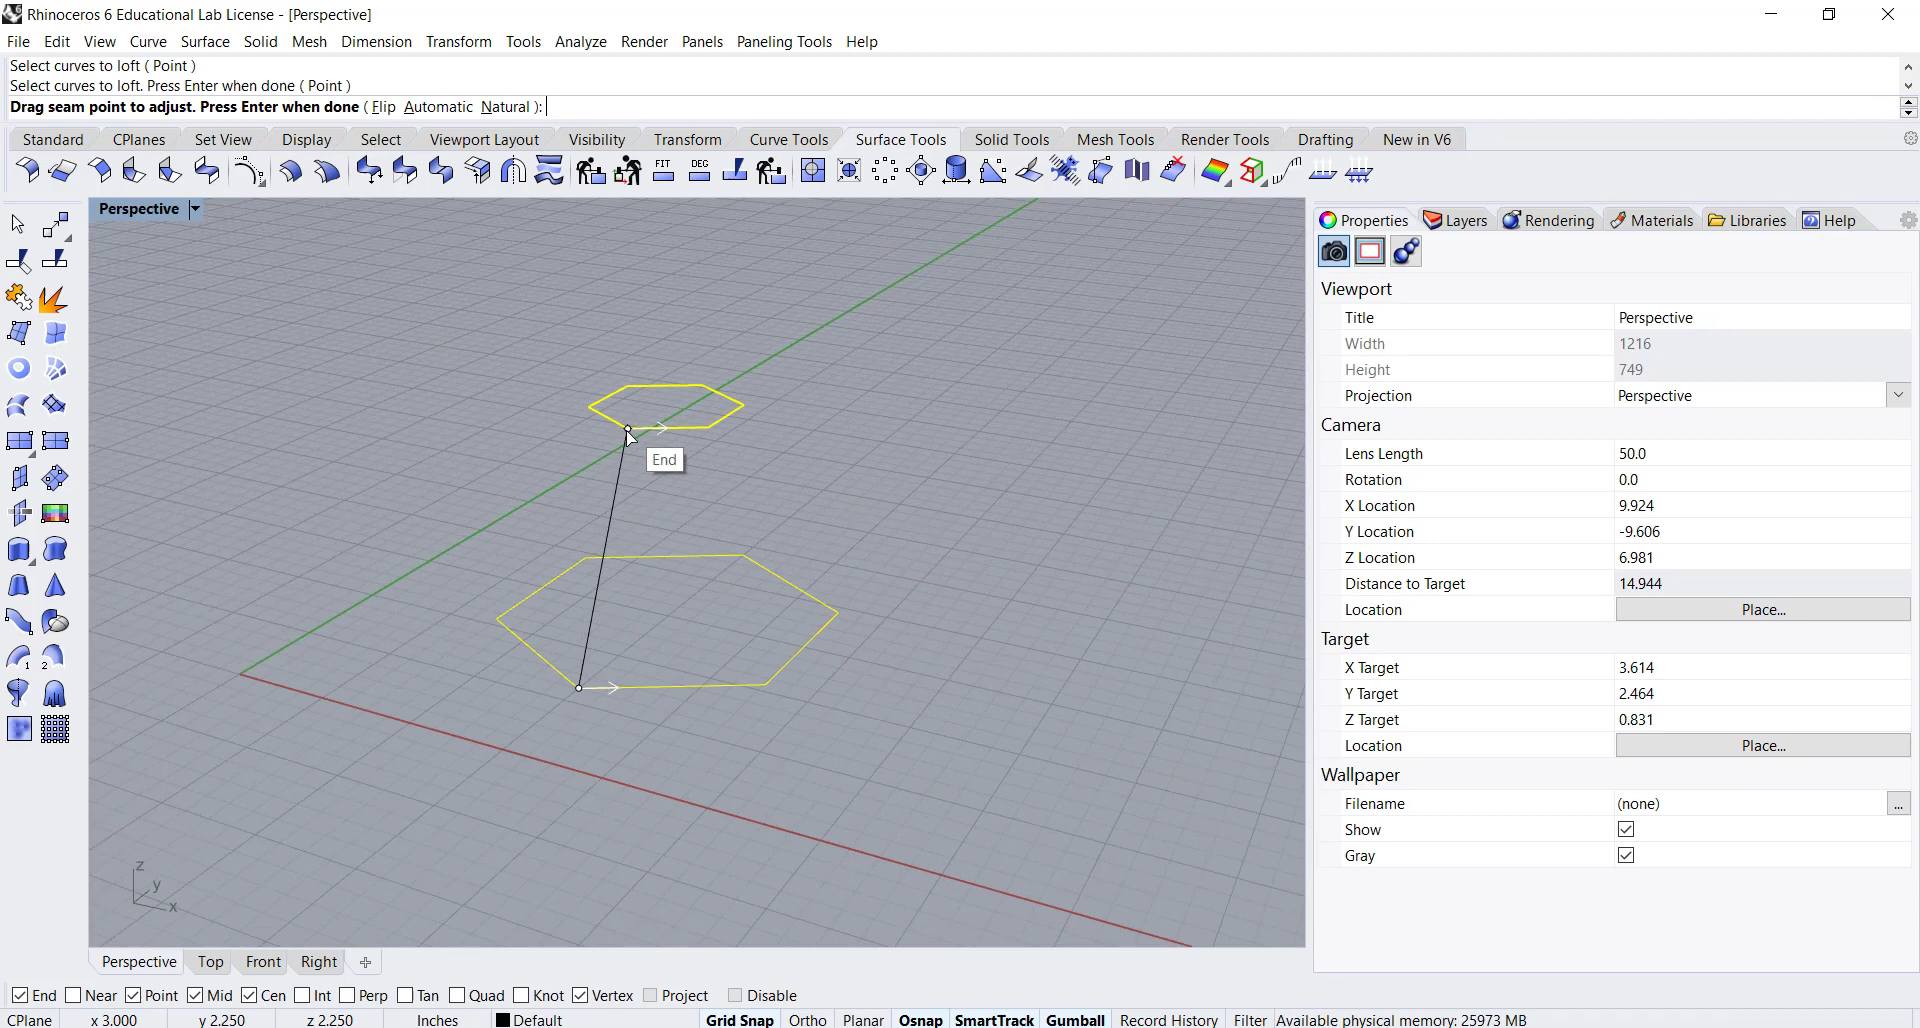 Rhinoceros 6 Educational Lab License - [Perspective]
File Edit View Curve Surface Solid Mesh Dimension Transform Tools Analyze Render Panels Paneling Tools Help
Select curves to loft ( Point )
Select curves to loft. Press Enter when done ( Point )
Drag seam point to adjust. Press Enter when done ( Flip Automatic Natural ):
Standard CPlanes Set View Display Select Viewport Layout Visibility Transform Curve Tools Surface Tools Solid Tools Mesh Tools Render Tools Drafting New in V6
FIT DEG
Perspective
Properties Layers Rendering Materials Libraries Help
Viewport
Title Perspective
Width 1216
Height 749
Projection Perspective
Camera
Lens Length 50.0
Rotation 0.0
X Location 9.924
Y Location -9.606
Z Location 6.981
Distance to Target 14.944
Location Place...
Target
X Target 3.614
Y Target 2.464
Z Target 0.831
Location Place...
Wallpaper
Filename (none) ...
Show
Gray
End
1 2
z
y
x
Perspective Top Front Right
End Near Point Mid Cen Int Perp Tan Quad Knot Vertex Project Disable
CPlane x 3.000 y 2.250 z 2.250 Inches Default Grid Snap Ortho Planar Osnap SmartTrack Gumball Record History Filter Available physical memory: 25973 MB